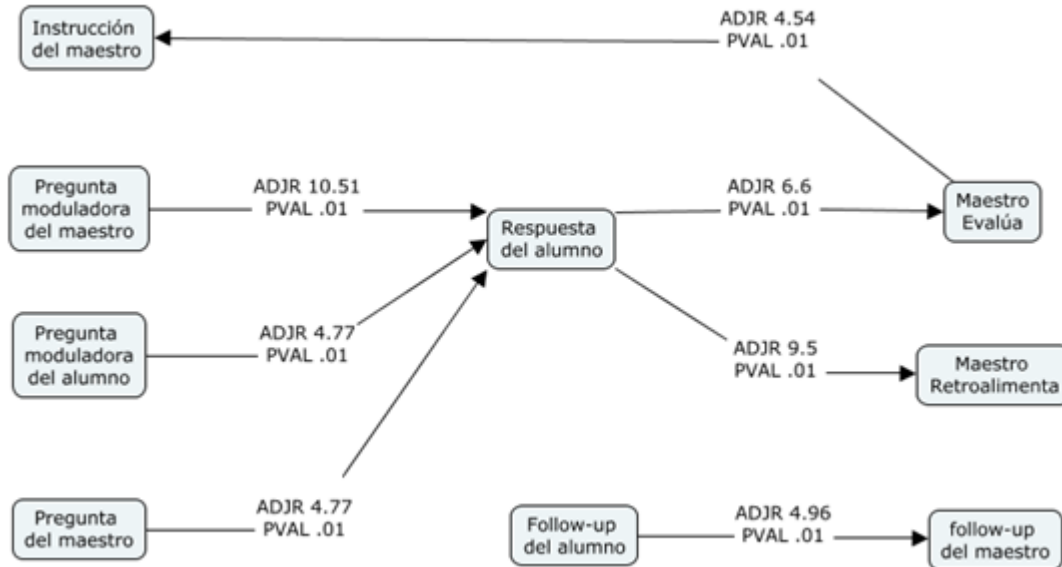 Instrucción
del maestro
ADJR 4.54
PVAL .01
Pregunta
moduladora
del maestro
ADJR 10.51
PVAL .01
Respuesta
del alumno
ADJR 6.6
PVAL .01
Maestro
Evalúa
Pregunta
moduladora
del alumno
ADJR 4.77
PVAL .01
ADJR 9.5
PVAL .01
Maestro
Retroalimenta
Pregunta
del maestro
ADJR 4.77
PVAL .01
Follow-up
del alumno
ADJR 4.96
PVAL .01
follow-up
del maestro